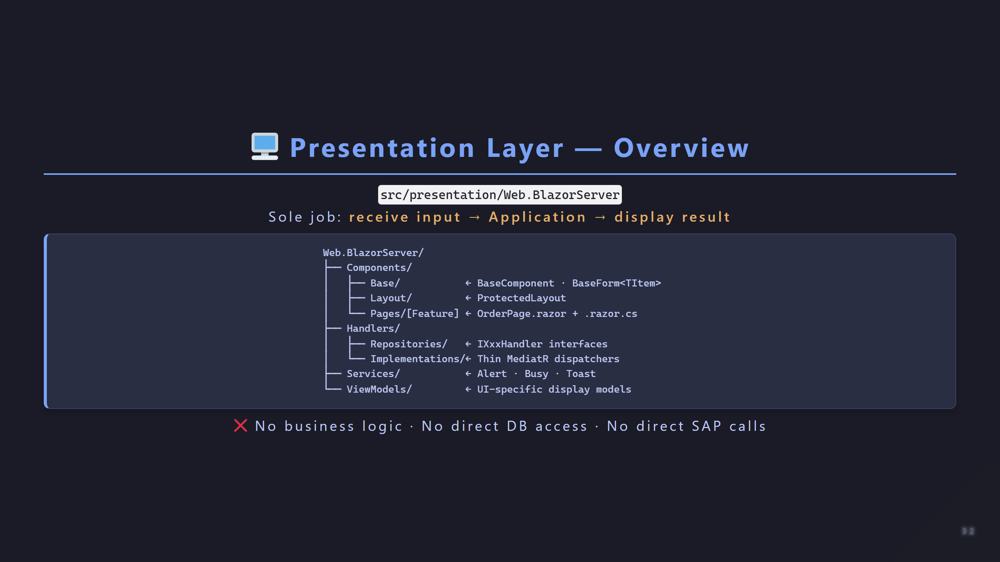 🖥️ Presentation Layer — Overview
src/presentation/Web.BlazorServer
Sole job: receive input → Application → display result
Web.BlazorServer/
├── Components/
│   ├── Base/           ← BaseComponent · BaseForm<TItem>
│   ├── Layout/         ← ProtectedLayout
│   └── Pages/[Feature] ← OrderPage.razor + .razor.cs
├── Handlers/
│   ├── Repositories/   ← IXxxHandler interfaces
│   └── Implementations/← Thin MediatR dispatchers
├── Services/           ← Alert · Busy · Toast
└── ViewModels/         ← UI-specific display models
❌ No business logic · No direct DB access · No direct SAP calls
32